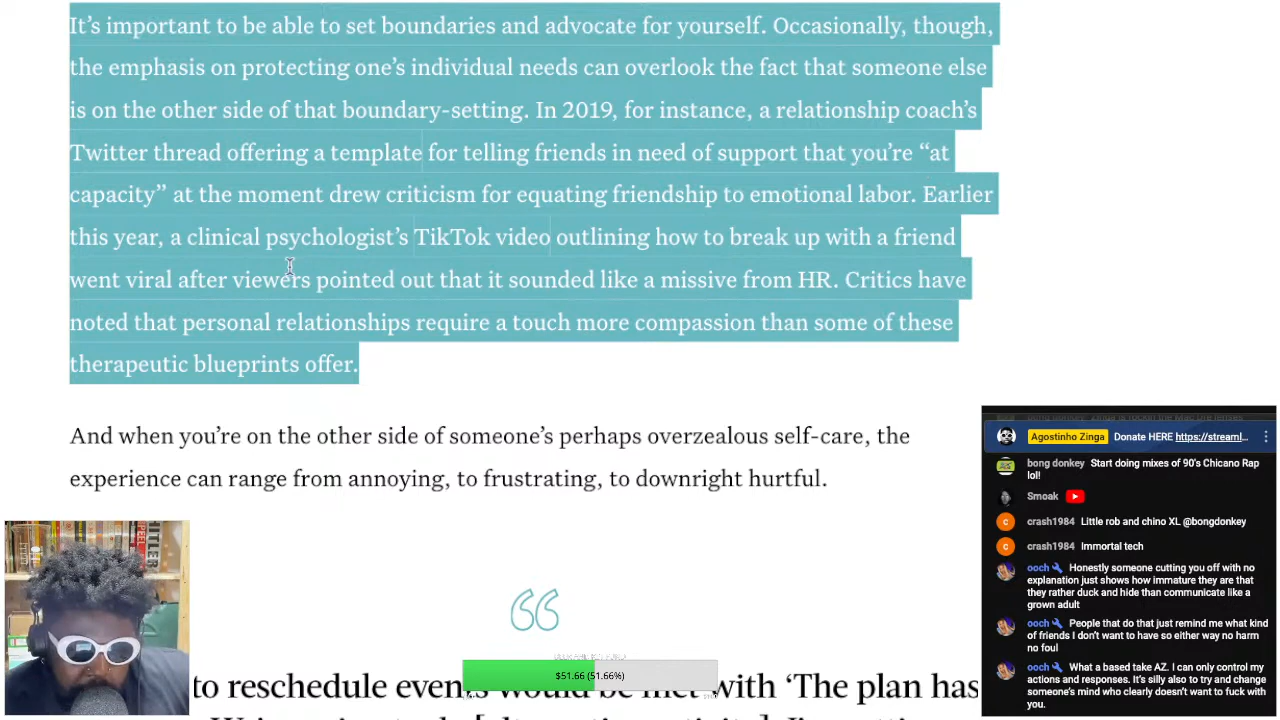 It’s important to be able to set boundaries and advocate for yourself. Occasionally, though,
the emphasis on protecting one’s individual needs can overlook the fact that someone else
is on the other side of that boundary-setting. In 2019, for instance, a relationship coach’s
Twitter thread offering a template for telling friends in need of support that you’re “at
capacity” at the moment drew criticism for equating friendship to emotional labor. Earlier
this year, a clinical psychologist’s TikTok video outlining how to break up with a friend
went viral after viewers pointed out that it sounded like a missive from HR. Critics have
noted that personal relationships require a touch more compassion than some of these
therapeutic blueprints offer.
And when you’re on the other side of someone’s perhaps overzealous self-care, the
experience can range from annoying, to frustrating, to downright hurtful.
“
to reschedule events would be met with ‘The plan has
$51.66 (51.66%)
Agostinho Zinga Donate HERE https://streaml...
bong donkey Start doing mixes of 90's Chicano Rap
lol!
Smoak
crash1984 Little rob and chino XL @bongdonkey
crash1984 Immortal tech
ooch Honestly someone cutting you off with no
explanation just shows how immature they are that
they rather duck and hide than communicate like a
grown adult
ooch People that do that just remind me what kind
of friends I don't want to have so either way no harm
no foul
ooch What a based take AZ. I can only control my
actions and responses. It's silly also to try and change
someone's mind who clearly doesn't want to fuck with
you.